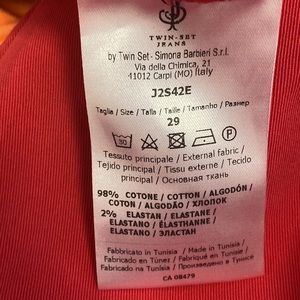 TWIN-SET
JEANS
by Twin Set - Simona Barbieri S.r.l.
Via della Chimica, 21
41012 Carpi (MO) Italy
J2S42E
Taglia / Size / Talla / Taille / Tamanho / Размер
29
30
P
Tessuto principale / External fabric /
Tejido principal / Tissu externe / Tecido
principal / Основная ткань
98% COTONE / COTTON / ALGODÓN /
COTON / ALGODÃO / ХЛОПОК
2% ELASTAN / ELASTANE /
ELASTANO / ÉLASTHANNE /
ELASTANO / ЭЛАСТАН
Fabbricato in Tunisia / Made in Tunisia /
Fabricado en Túnez / Fabriqué en Tunisie /
Fabricado na Tunísia / Произведено в Тунисе
CA 08479